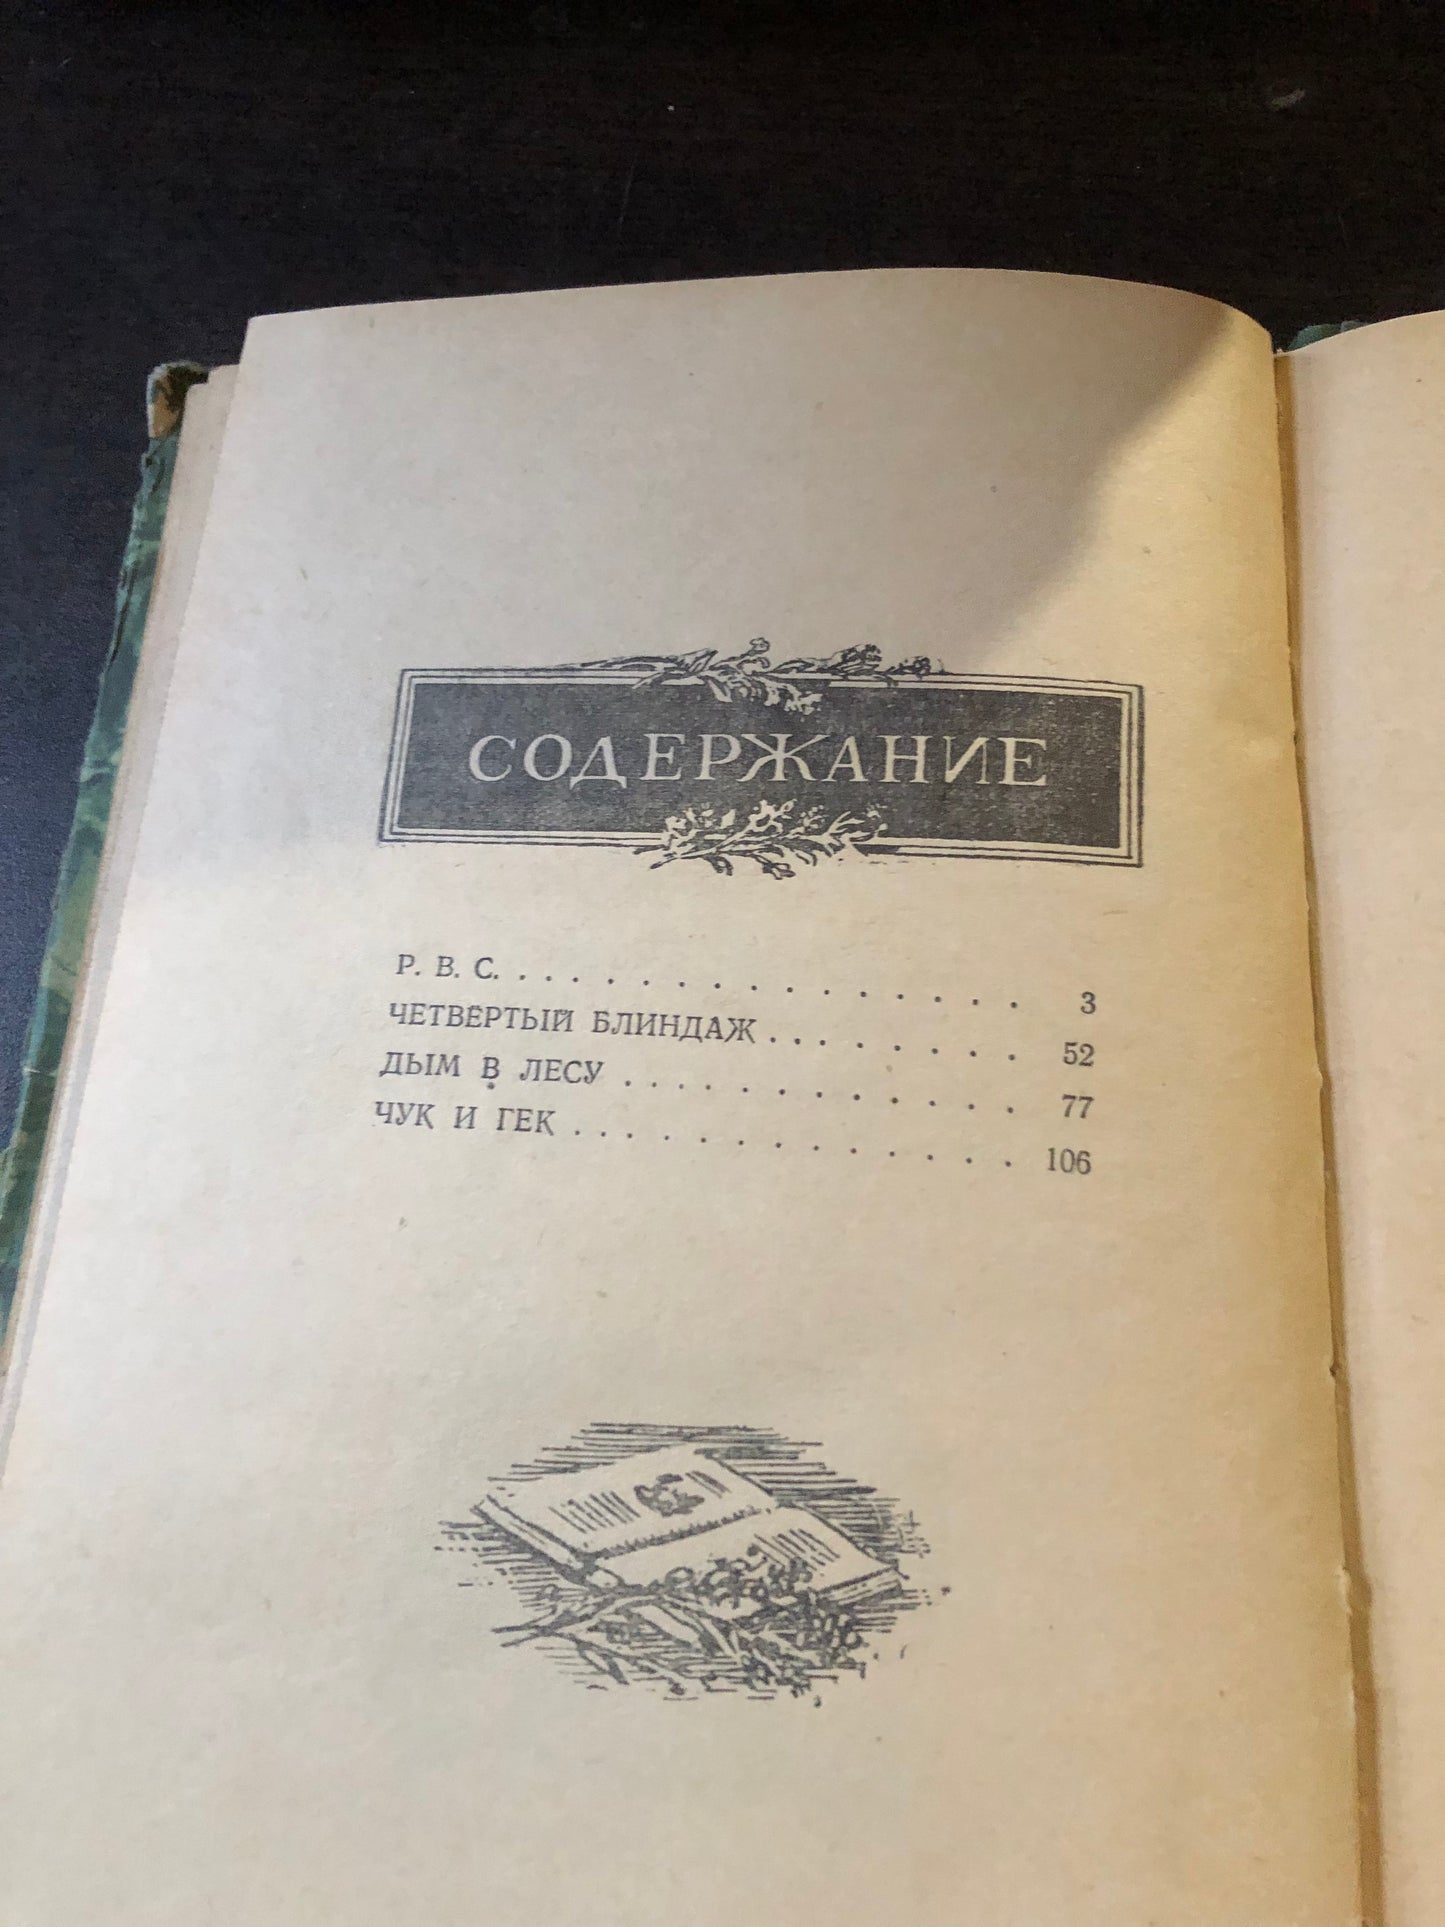 СОДЕРЖАНИЕ
Р. В. С. . . . . . . . . . . . . . . . 3
ЧЕТВЕРТЫЙ БЛИНДАЖ . . . . . . . . 52
ДЫМ В ЛЕСУ . . . . . . . . . . . . . 77
ЧУК И ГЕК . . . . . . . . . . . . . . 106